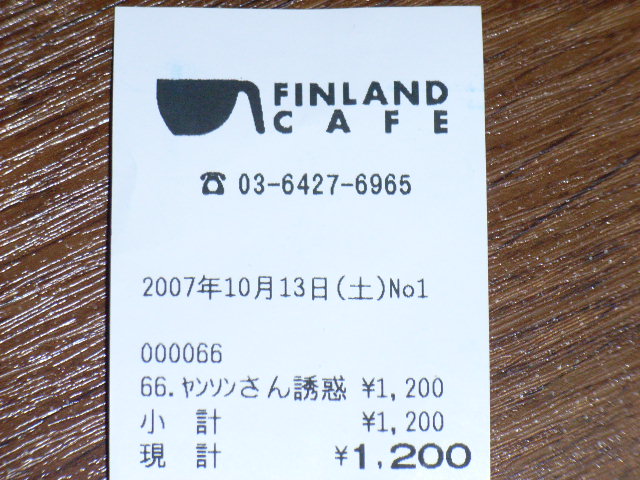 FINLAND
CAFE
☎ 03-6427-6965
2007年10月13日(土)No1
000066
66.ﾔﾝｿﾝさん誘惑 ¥1,200
小 計 ¥1,200
現 計 ¥1,200